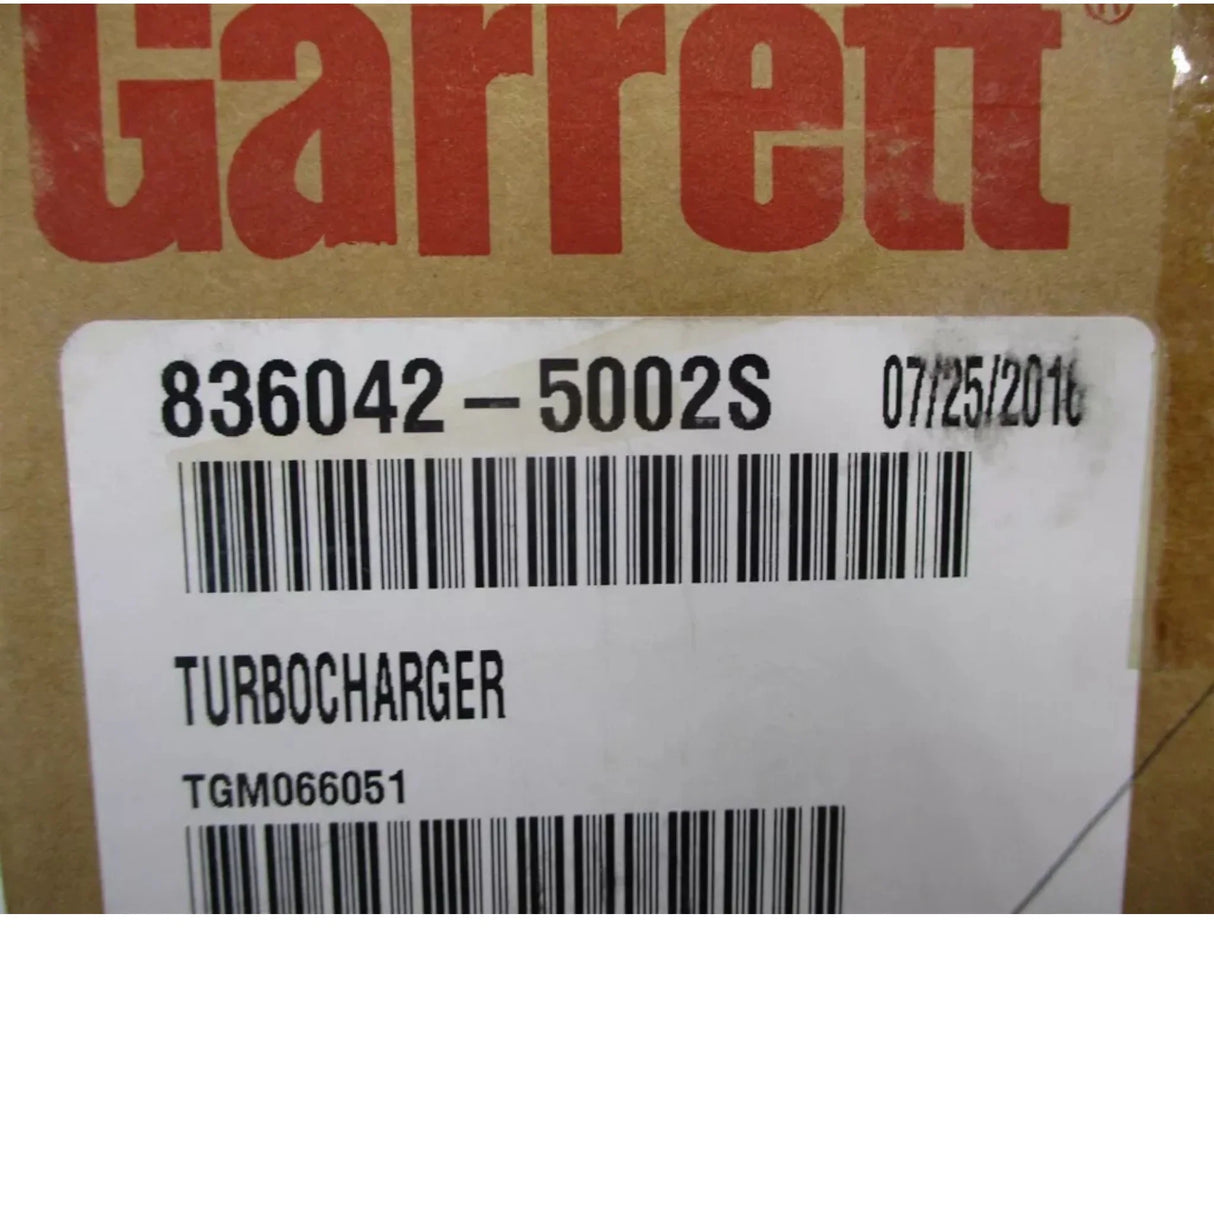 Garrett®
836042-5002S 07/25/2016
TURBOCHARGER
TGM066051